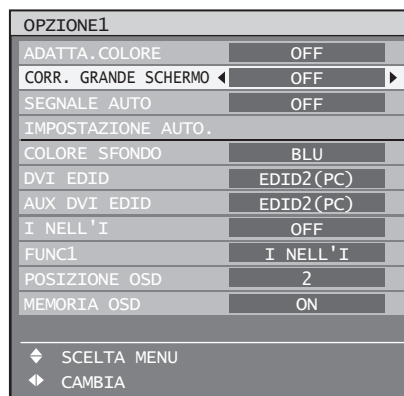 OPZIONE1
ADATTA.COLORE OFF
CORR. GRANDE SCHERMO OFF
SEGNALE AUTO OFF
IMPOSTAZIONE AUTO.
COLORE SFONDO BLU
DVI EDID EDID2(PC)
AUX DVI EDID EDID2(PC)
I NELL'I OFF
FUNC1 I NELL'I
POSIZIONE OSD 2
MEMORIA OSD ON
SCELTA MENU
CAMBIA